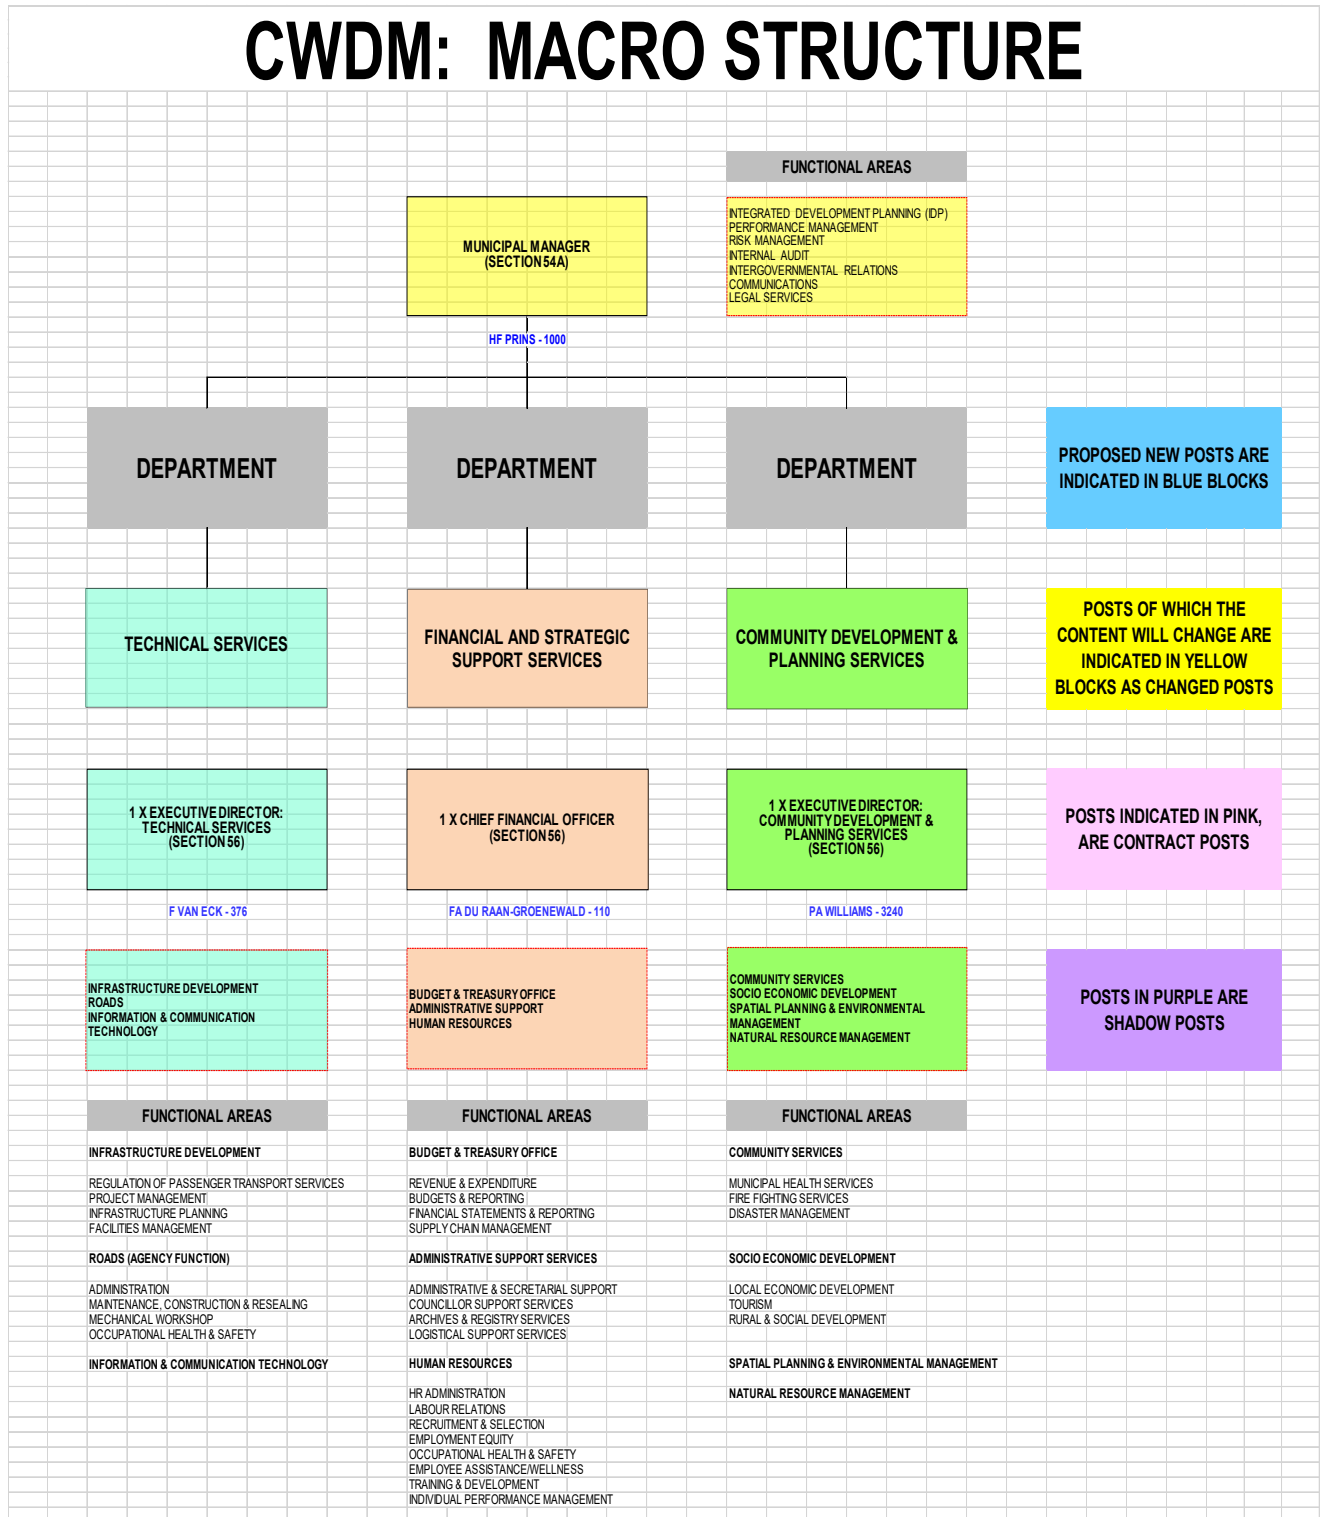 CWDM: MACRO STRUCTURE
FUNCTIONAL AREAS
MUNICIPAL MANAGER
(SECTION 54A)
INTEGRATED DEVELOPMENT PLANNING (IDP)
PERFORMANCE MANAGEMENT
RISK MANAGEMENT
INTERNAL AUDIT
INTERGOVERNMENTAL RELATIONS
COMMUNICATIONS
LEGAL SERVICES
HF PRINS - 1000
DEPARTMENT
DEPARTMENT
DEPARTMENT
PROPOSED NEW POSTS ARE
INDICATED IN BLUE BLOCKS
TECHNICAL SERVICES
FINANCIAL AND STRATEGIC
SUPPORT SERVICES
COMMUNITY DEVELOPMENT &
PLANNING SERVICES
POSTS OF WHICH THE
CONTENT WILL CHANGE ARE
INDICATED IN YELLOW
BLOCKS AS CHANGED POSTS
1 X EXECUTIVE DIRECTOR:
TECHNICAL SERVICES
(SECTION 56)
1 X CHIEF FINANCIAL OFFICER
(SECTION 56)
1 X EXECUTIVE DIRECTOR:
COMMUNITY DEVELOPMENT &
PLANNING SERVICES
(SECTION 56)
POSTS INDICATED IN PINK,
ARE CONTRACT POSTS
F VAN ECK - 376
FA DU RAAN-GROENEWALD - 110
PA WILLIAMS - 3240
INFRASTRUCTURE DEVELOPMENT
ROADS
INFORMATION & COMMUNICATION
TECHNOLOGY
BUDGET & TREASURY OFFICE
ADMINISTRATIVE SUPPORT
HUMAN RESOURCES
COMMUNITY SERVICES
SOCIO ECONOMIC DEVELOPMENT
SPATIAL PLANNING & ENVIRONMENTAL
MANAGEMENT
NATURAL RESOURCE MANAGEMENT
POSTS IN PURPLE ARE
SHADOW POSTS
FUNCTIONAL AREAS
INFRASTRUCTURE DEVELOPMENT
REGULATION OF PASSENGER TRANSPORT SERVICES
PROJECT MANAGEMENT
INFRASTRUCTURE PLANNING
FACILITIES MANAGEMENT
ROADS (AGENCY FUNCTION)
ADMINISTRATION
MAINTENANCE, CONSTRUCTION & RESEALING
MECHANICAL WORKSHOP
OCCUPATIONAL HEALTH & SAFETY
INFORMATION & COMMUNICATION TECHNOLOGY
FUNCTIONAL AREAS
BUDGET & TREASURY OFFICE
REVENUE & EXPENDITURE
BUDGETS & REPORTING
FINANCIAL STATEMENTS & REPORTING
SUPPLY CHAIN MANAGEMENT
ADMINISTRATIVE SUPPORT SERVICES
ADMINISTRATIVE & SECRETARIAL SUPPORT
COUNCILLOR SUPPORT SERVICES
ARCHIVES & REGISTRY SERVICES
LOGISTICAL SUPPORT SERVICES
HUMAN RESOURCES
HR ADMINISTRATION
LABOUR RELATIONS
RECRUITMENT & SELECTION
EMPLOYMENT EQUITY
OCCUPATIONAL HEALTH & SAFETY
EMPLOYEE ASSISTANCE/WELLNESS
TRAINING & DEVELOPMENT
INDIVIDUAL PERFORMANCE MANAGEMENT
FUNCTIONAL AREAS
COMMUNITY SERVICES
MUNICIPAL HEALTH SERVICES
FIRE FIGHTING SERVICES
DISASTER MANAGEMENT
SOCIO ECONOMIC DEVELOPMENT
LOCAL ECONOMIC DEVELOPMENT
TOURISM
RURAL & SOCIAL DEVELOPMENT
SPATIAL PLANNING & ENVIRONMENTAL MANAGEMENT
NATURAL RESOURCE MANAGEMENT